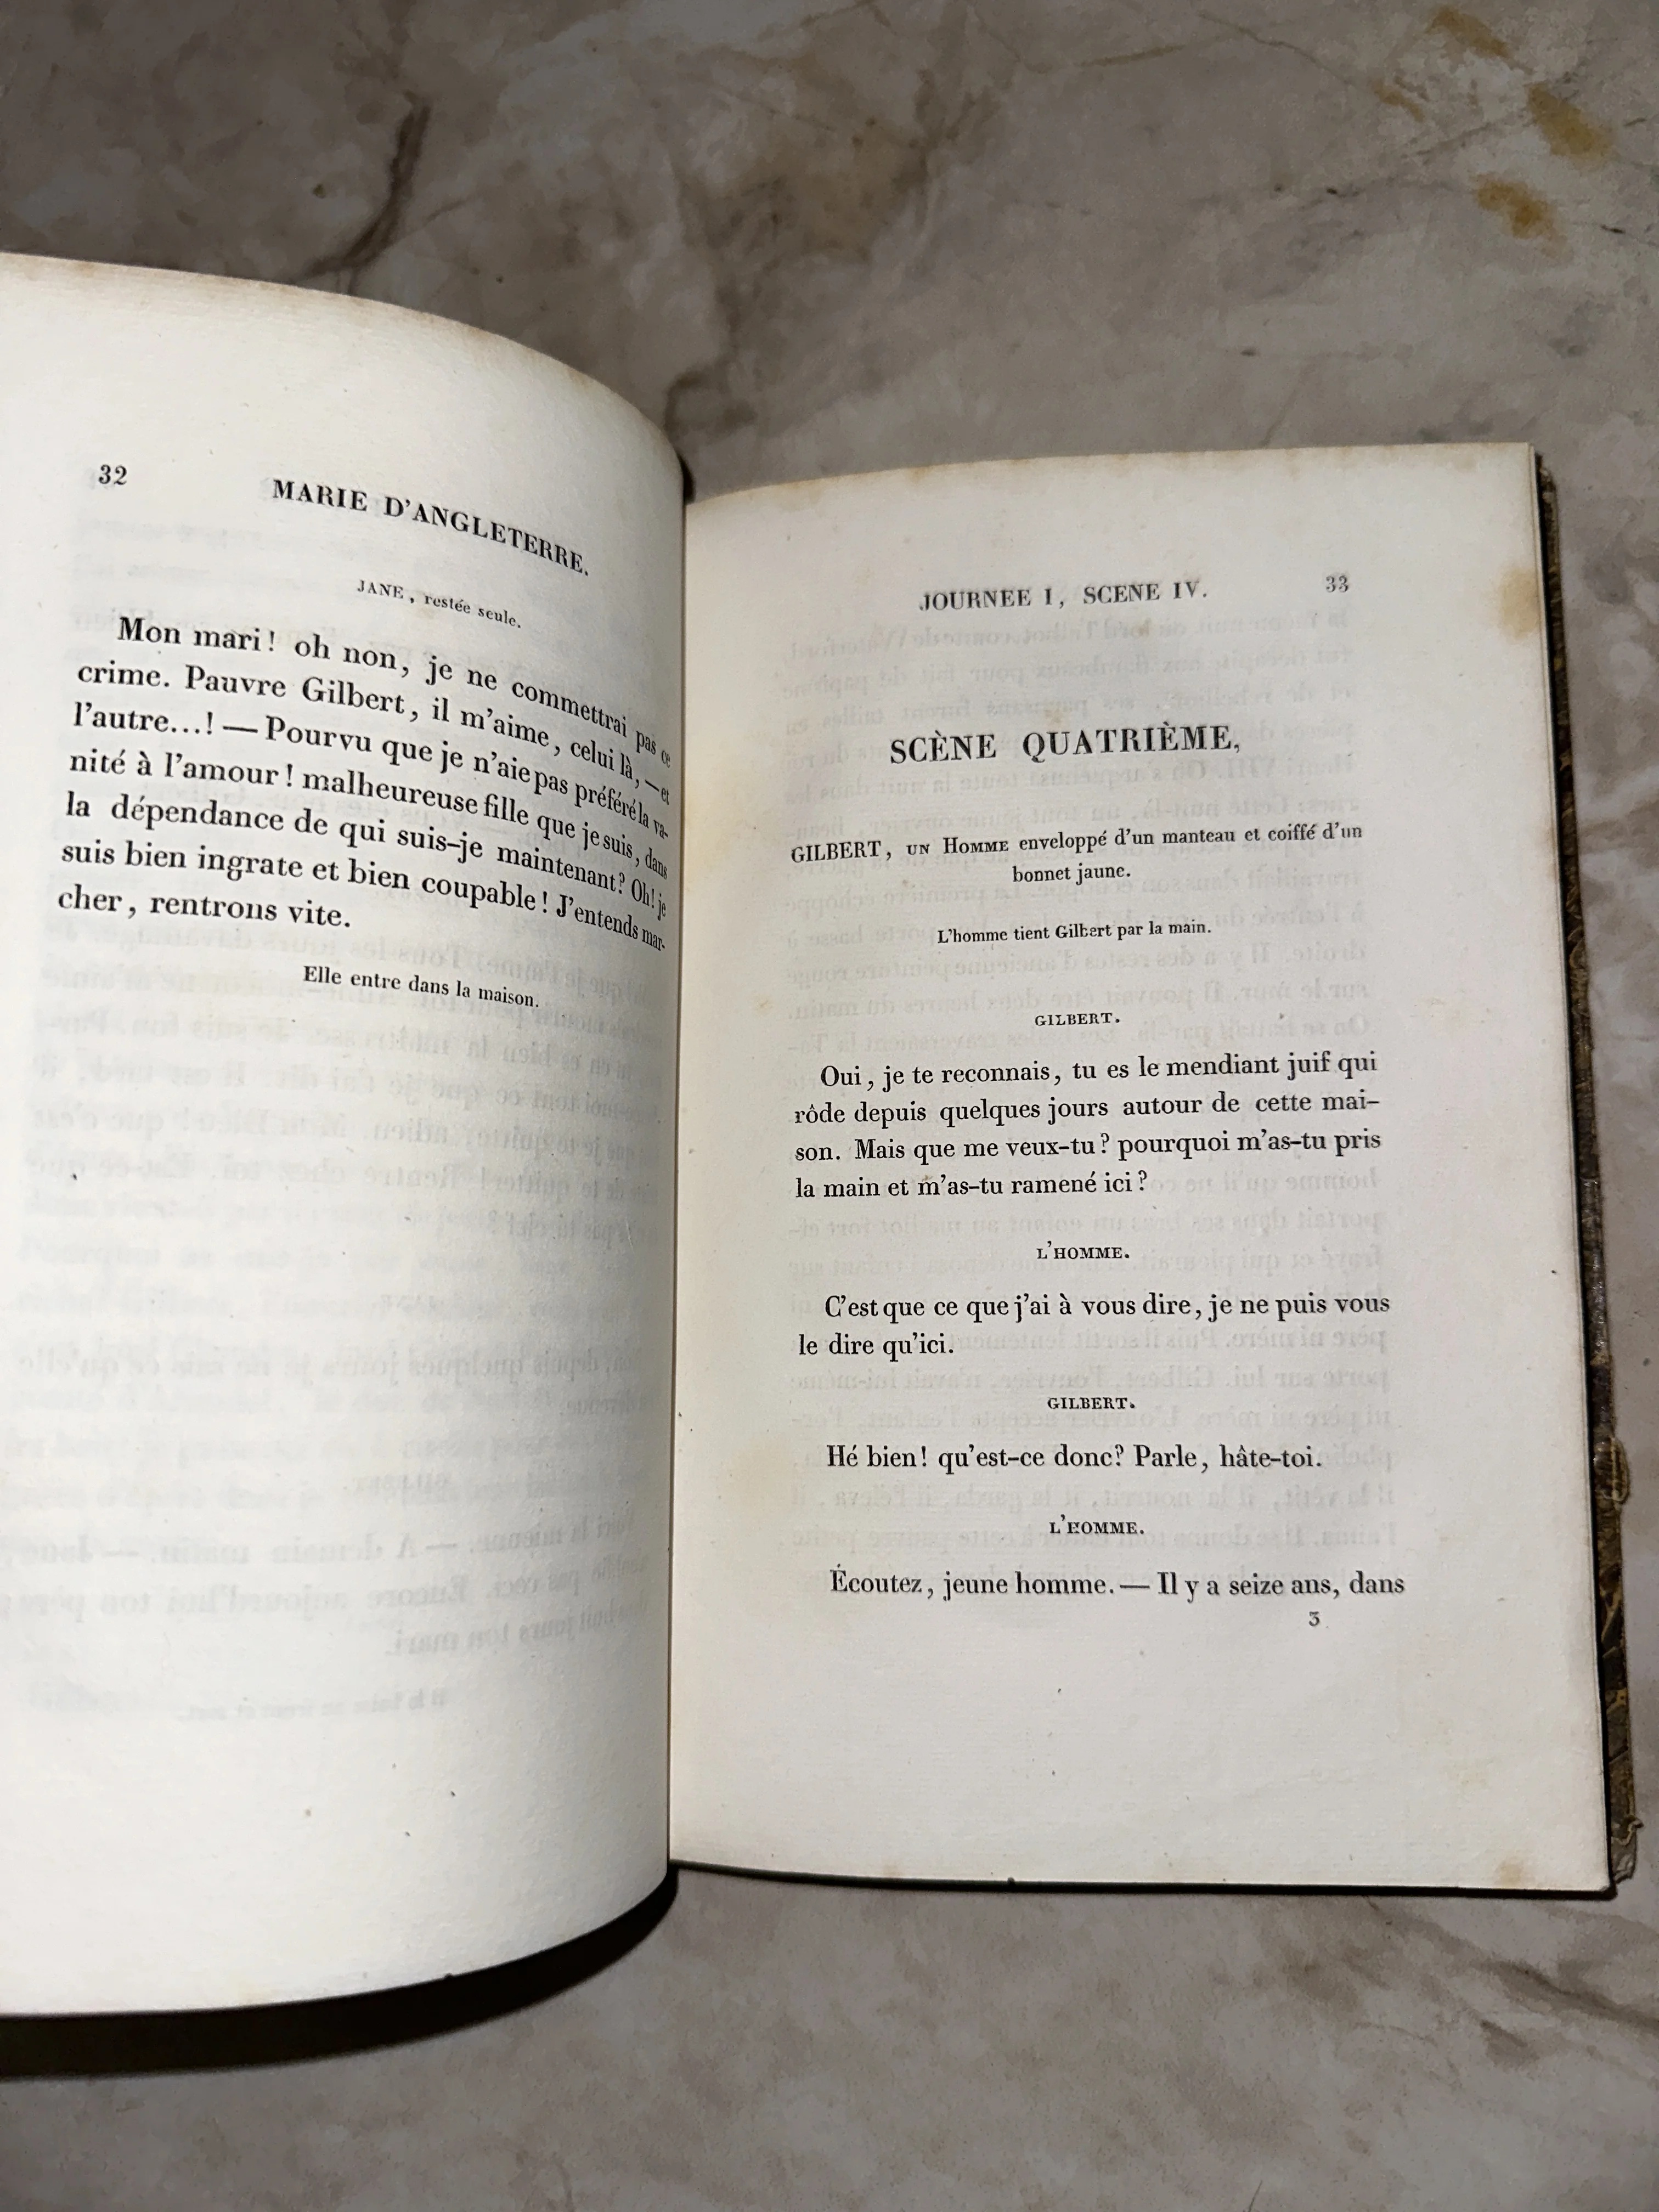 32
MARIE D'ANGLETERRE.
JANE, restée seule.
Mon mari! oh non, je ne commettrai pas ce
crime. Pauvre Gilbert, il m'aime, celui là, — et
l'autre...! — Pourvu que je n'aie pas préféré la va-
nité à l'amour! malheureuse fille que je suis, dans
la dépendance de qui suis-je maintenant? Oh! je
suis bien ingrate et bien coupable! J'entends mar-
cher, rentrons vite.
Elle entre dans la maison.
JOURNEE I, SCENE IV.
33
SCÈNE QUATRIÈME,
GILBERT, UN HOMME enveloppé d'un manteau et coiffé d'un
bonnet jaune.
L'homme tient Gilbert par la main.
GILBERT.
Oui, je te reconnais, tu es le mendiant juif qui
rôde depuis quelques jours autour de cette mai-
son. Mais que me veux-tu? pourquoi m'as-tu pris
la main et m'as-tu ramené ici?
L'HOMME.
C'est que ce que j'ai à vous dire, je ne puis vous
le dire qu'ici.
GILBERT.
Hé bien! qu'est-ce donc? Parle, hâte-toi.
L'HOMME.
Écoutez, jeune homme. — Il y a seize ans, dans
3